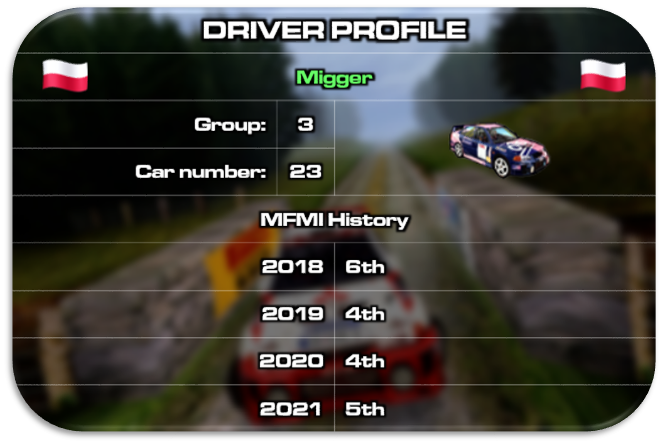 DRIVER PROFILE
Migger
Group: 3
Car number: 23
MFMI History
2018 6th
2019 4th
2020 4th
2021 5th